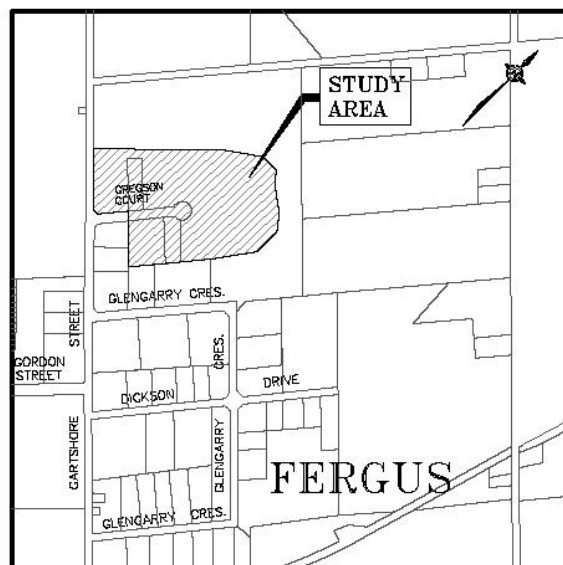 STUDY
AREA
GREGSON
COURT
GLENGARRY CRES.
GARTSHORE STREET
GORDON
STREET
GLENGARRY CRES.
DICKSON DRIVE
FERGUS
GLENGARRY CRES.